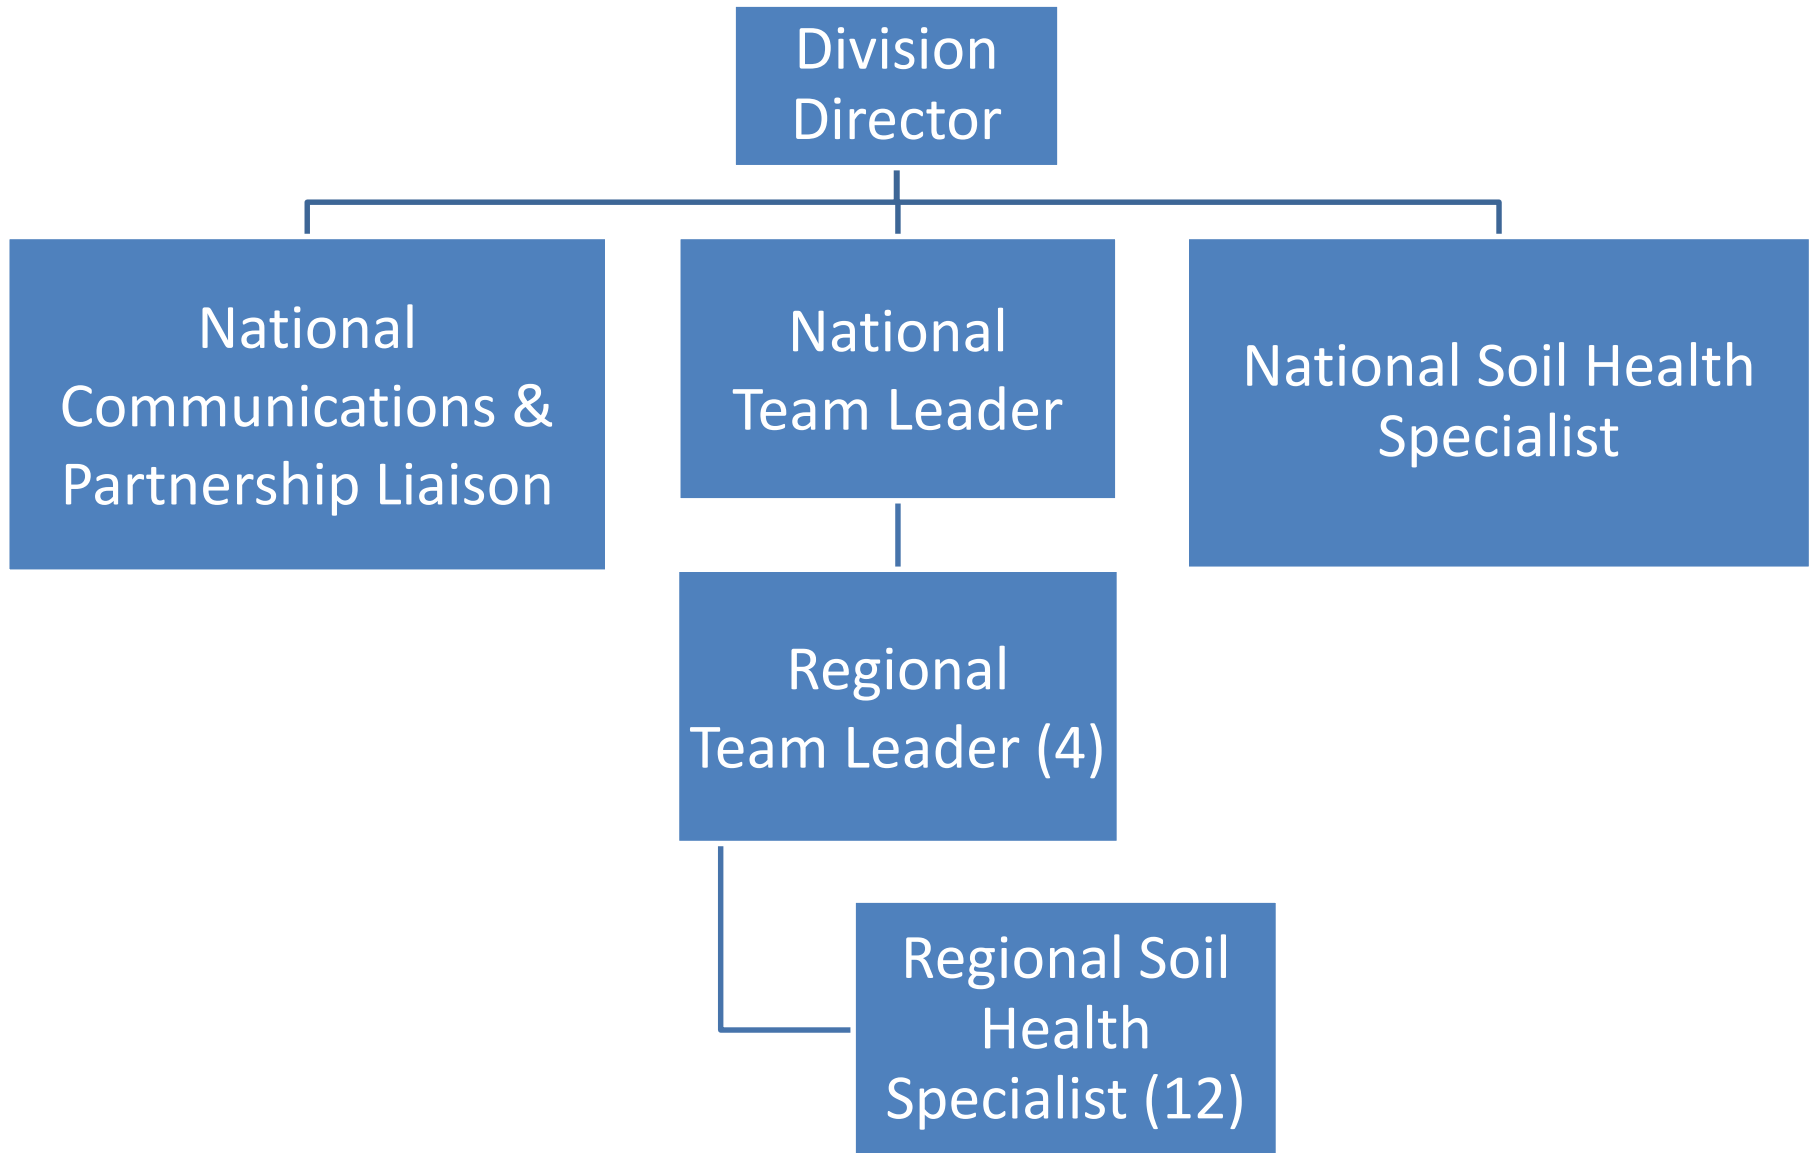 Division
Director
National
Communications &
Partnership Liaison
National
Team Leader
National Soil Health
Specialist
Regional
Team Leader (4)
Regional Soil
Health
Specialist (12)